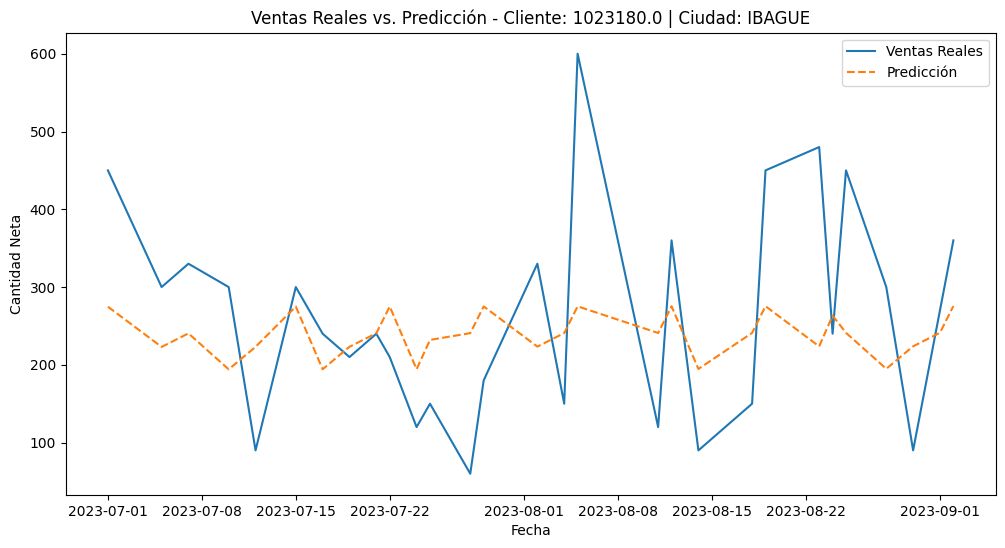 Ventas Reales vs. Predicción - Cliente: 1023180.0 | Ciudad: IBAGUE
Ventas Reales
Predicción
Cantidad Neta
600
500
400
300
200
100
2023-07-01 2023-07-08 2023-07-15 2023-07-22 2023-08-01 2023-08-08 2023-08-15 2023-08-22 2023-09-01
Fecha